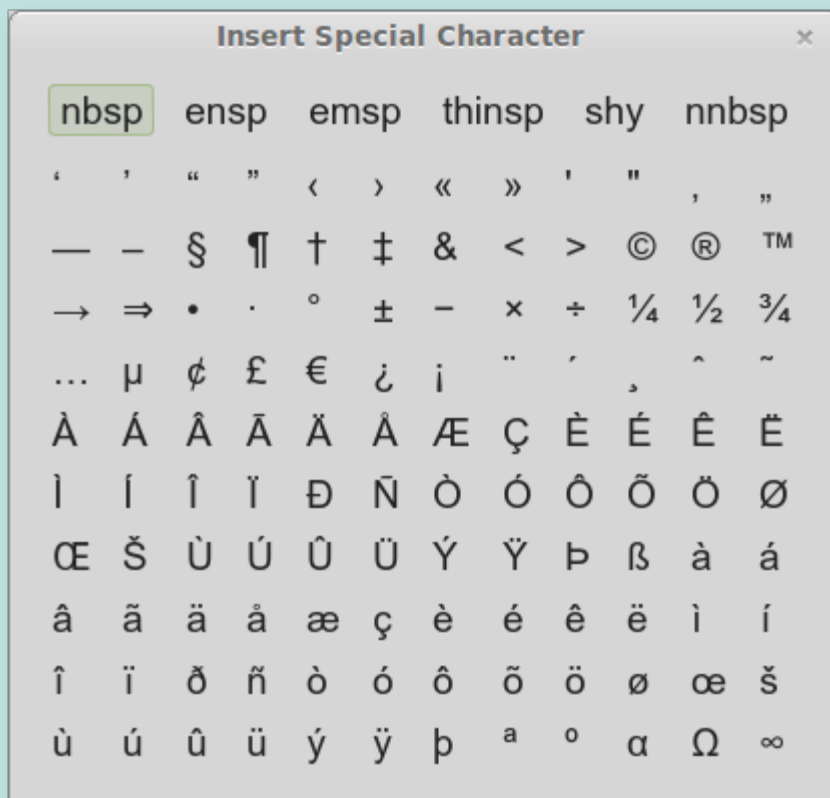 Insert Special Character ×
nbsp ensp emsp thinsp shy nnbsp
‘ ’ “ ” ‹ › « » ' " ‚ „
— – § ¶ † ‡ & < > © ® ™
→ ⇒ • · ° ± − × ÷ ¼ ½ ¾
… µ ¢ £ € ¿ ¡ ¨ ´ ¸ ˆ ˜
À Á Â Ã Ä Å Æ Ç È É Ê Ë
Ì Í Î Ï Ð Ñ Ò Ó Ô Õ Ö Ø
Œ Š Ù Ú Û Ü Ý Ÿ Þ ß à á
â ã ä å æ ç è é ê ë ì í
î ï ð ñ ò ó ô õ ö ø œ š
ù ú û ü ý ÿ þ ª º α Ω ∞